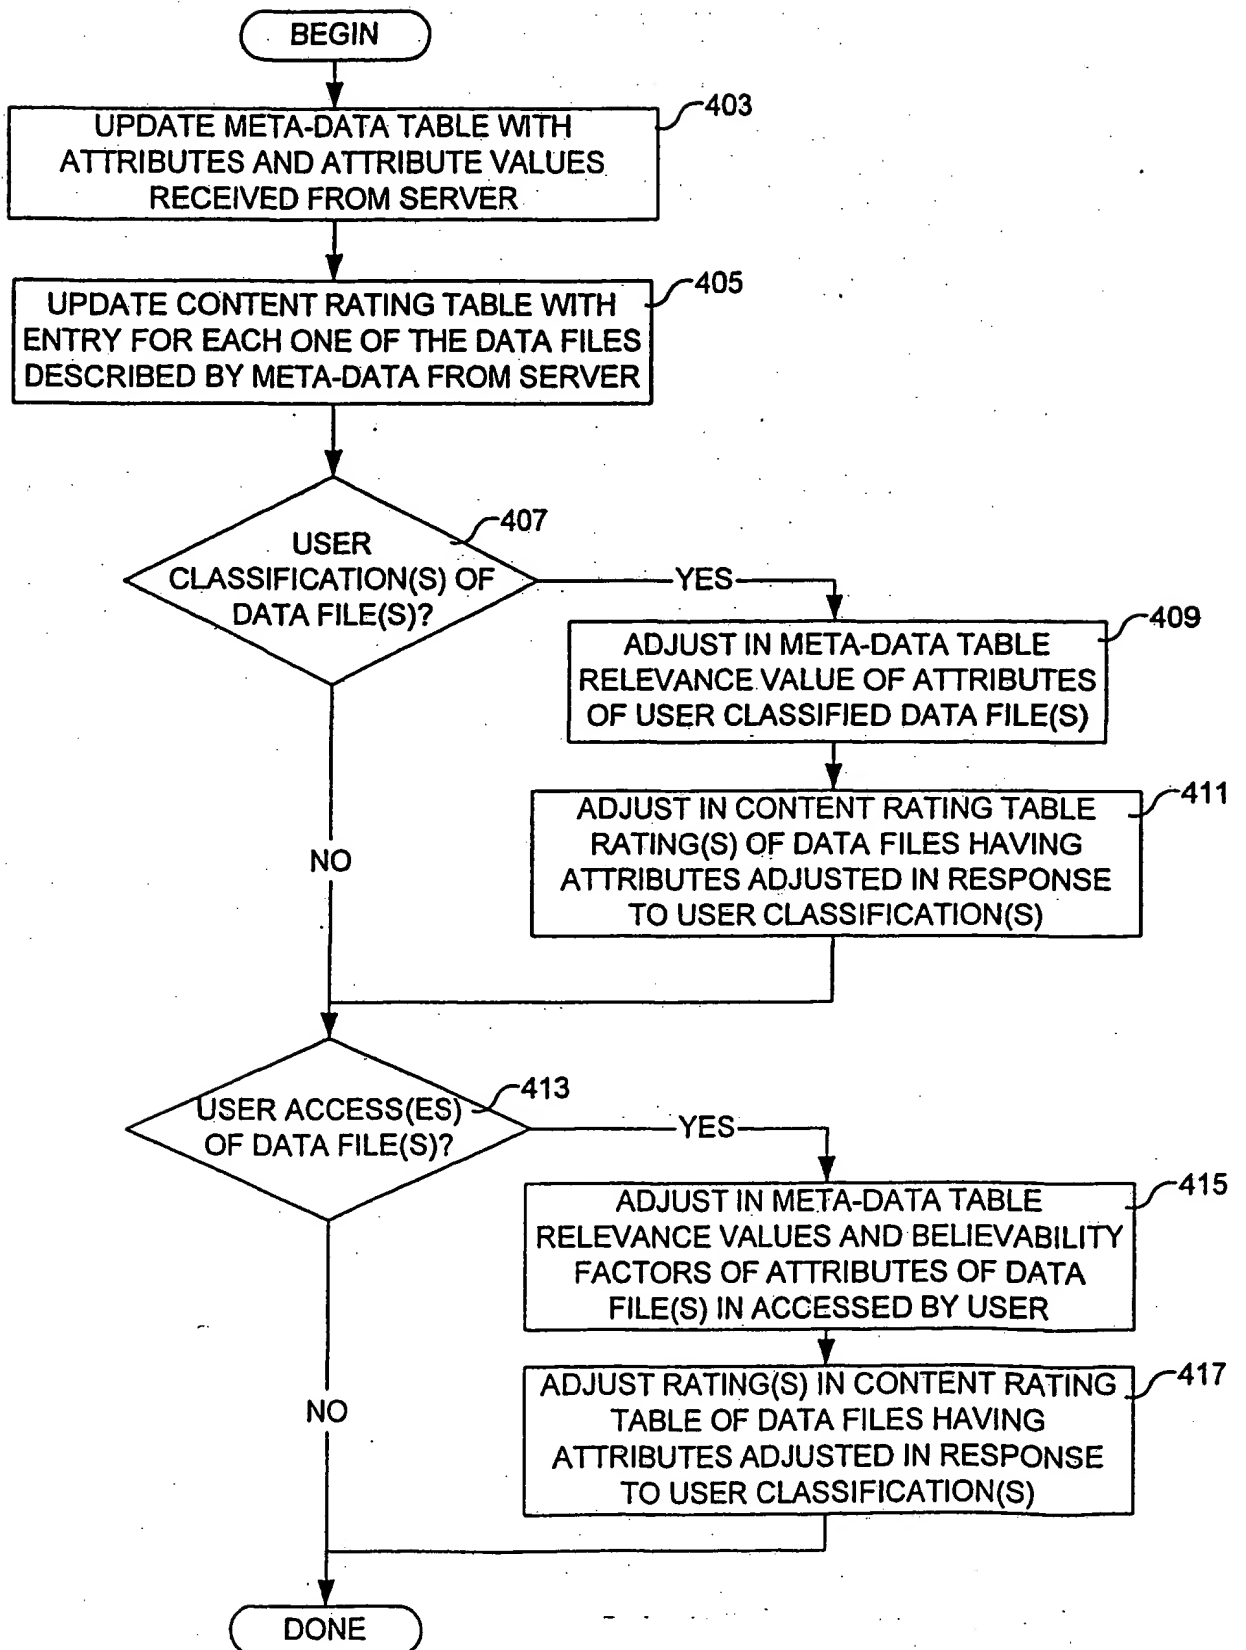 BEGIN
403
UPDATE META-DATA TABLE WITH
ATTRIBUTES AND ATTRIBUTE VALUES
RECEIVED FROM SERVER
405
UPDATE CONTENT RATING TABLE WITH
ENTRY FOR EACH ONE OF THE DATA FILES
DESCRIBED BY META-DATA FROM SERVER
407
USER
CLASSIFICATION(S) OF
DATA FILE(S)?
YES
409
ADJUST IN META-DATA TABLE
RELEVANCE VALUE OF ATTRIBUTES
OF USER CLASSIFIED DATA FILE(S)
411
ADJUST IN CONTENT RATING TABLE
RATING(S) OF DATA FILES HAVING
ATTRIBUTES ADJUSTED IN RESPONSE
TO USER CLASSIFICATION(S)
NO
413
USER ACCESS(ES)
OF DATA FILE(S)?
YES
415
ADJUST IN META-DATA TABLE
RELEVANCE VALUES AND BELIEVABILITY
FACTORS OF ATTRIBUTES OF DATA
FILE(S) IN ACCESSED BY USER
417
ADJUST RATING(S) IN CONTENT RATING
TABLE OF DATA FILES HAVING
ATTRIBUTES ADJUSTED IN RESPONSE
TO USER CLASSIFICATION(S)
NO
DONE